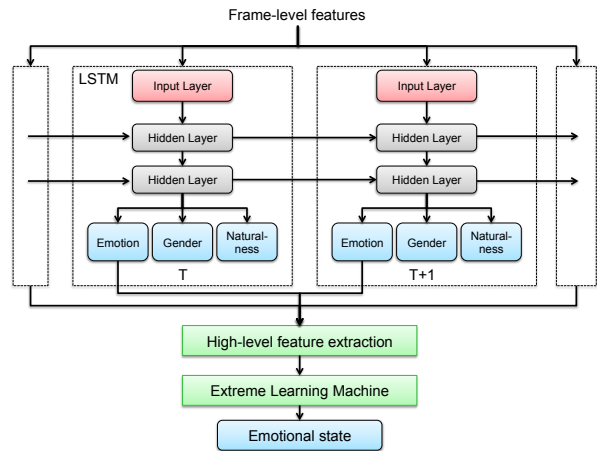 Frame-level features
LSTM
Input Layer
Input Layer
Hidden Layer
Hidden Layer
Hidden Layer
Hidden Layer
Emotion
Gender
Natural-
ness
Emotion
Gender
Natural-
ness
T
T+1
High-level feature extraction
Extreme Learning Machine
Emotional state